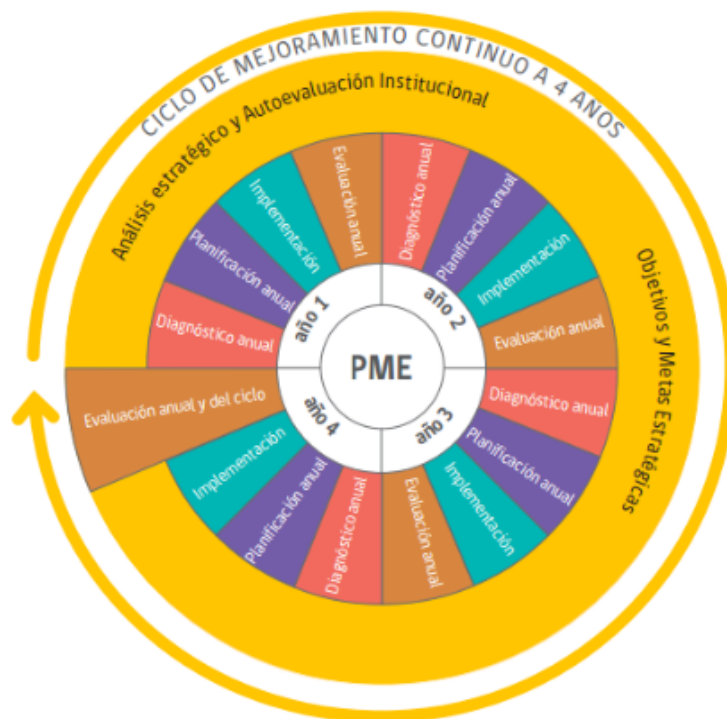 CICLO DE MEJORAMIENTO CONTINUO A 4 ANOS
Análisis estratégico y Autoevaluación Institucional
Objetivos y Metas Estratégicas
PME
año 1
Diagnóstico anual
Planificación anual
Implementación
Evaluación anual
año 2
Diagnóstico anual
Planificación anual
Implementación
Evaluación anual
año 3
Diagnóstico anual
Planificación anual
Implementación
Evaluación anual
año 4
Diagnóstico anual
Planificación anual
Implementación
Evaluación anual y del ciclo